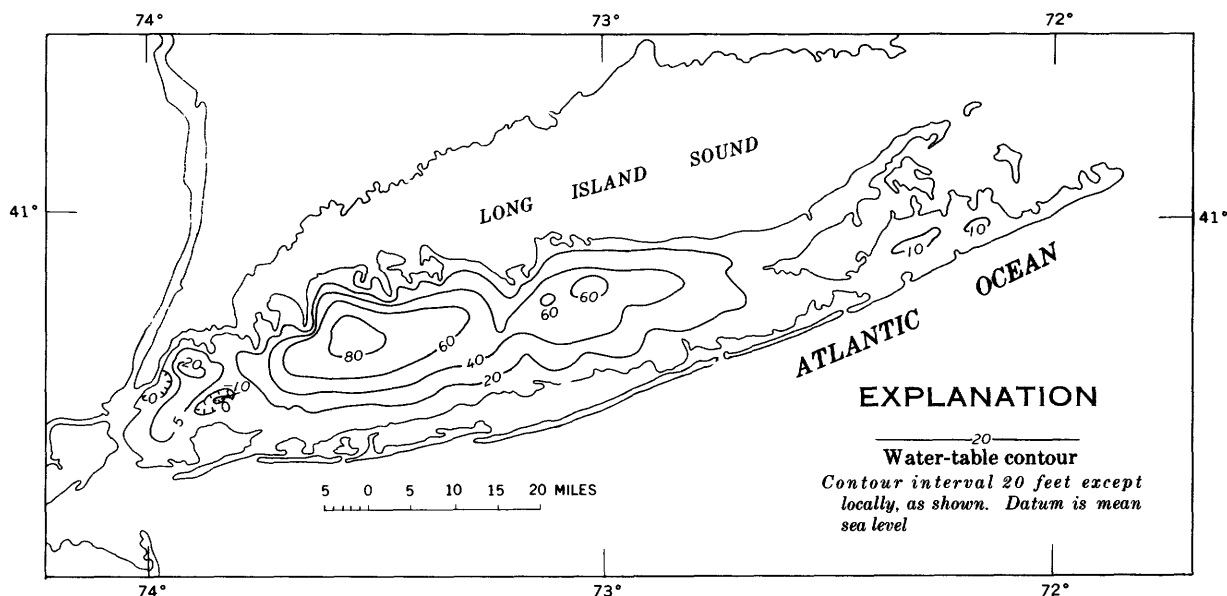 74° 73° 72°
LONG ISLAND SOUND
41° 41°
10 10
60 60
80 60
40
20
20
-10
0 0
5
ATLANTIC OCEAN
EXPLANATION
20
Water-table contour
Contour interval 20 feet except
locally, as shown. Datum is mean
sea level
5 0 5 10 15 20 MILES
74° 73° 72°